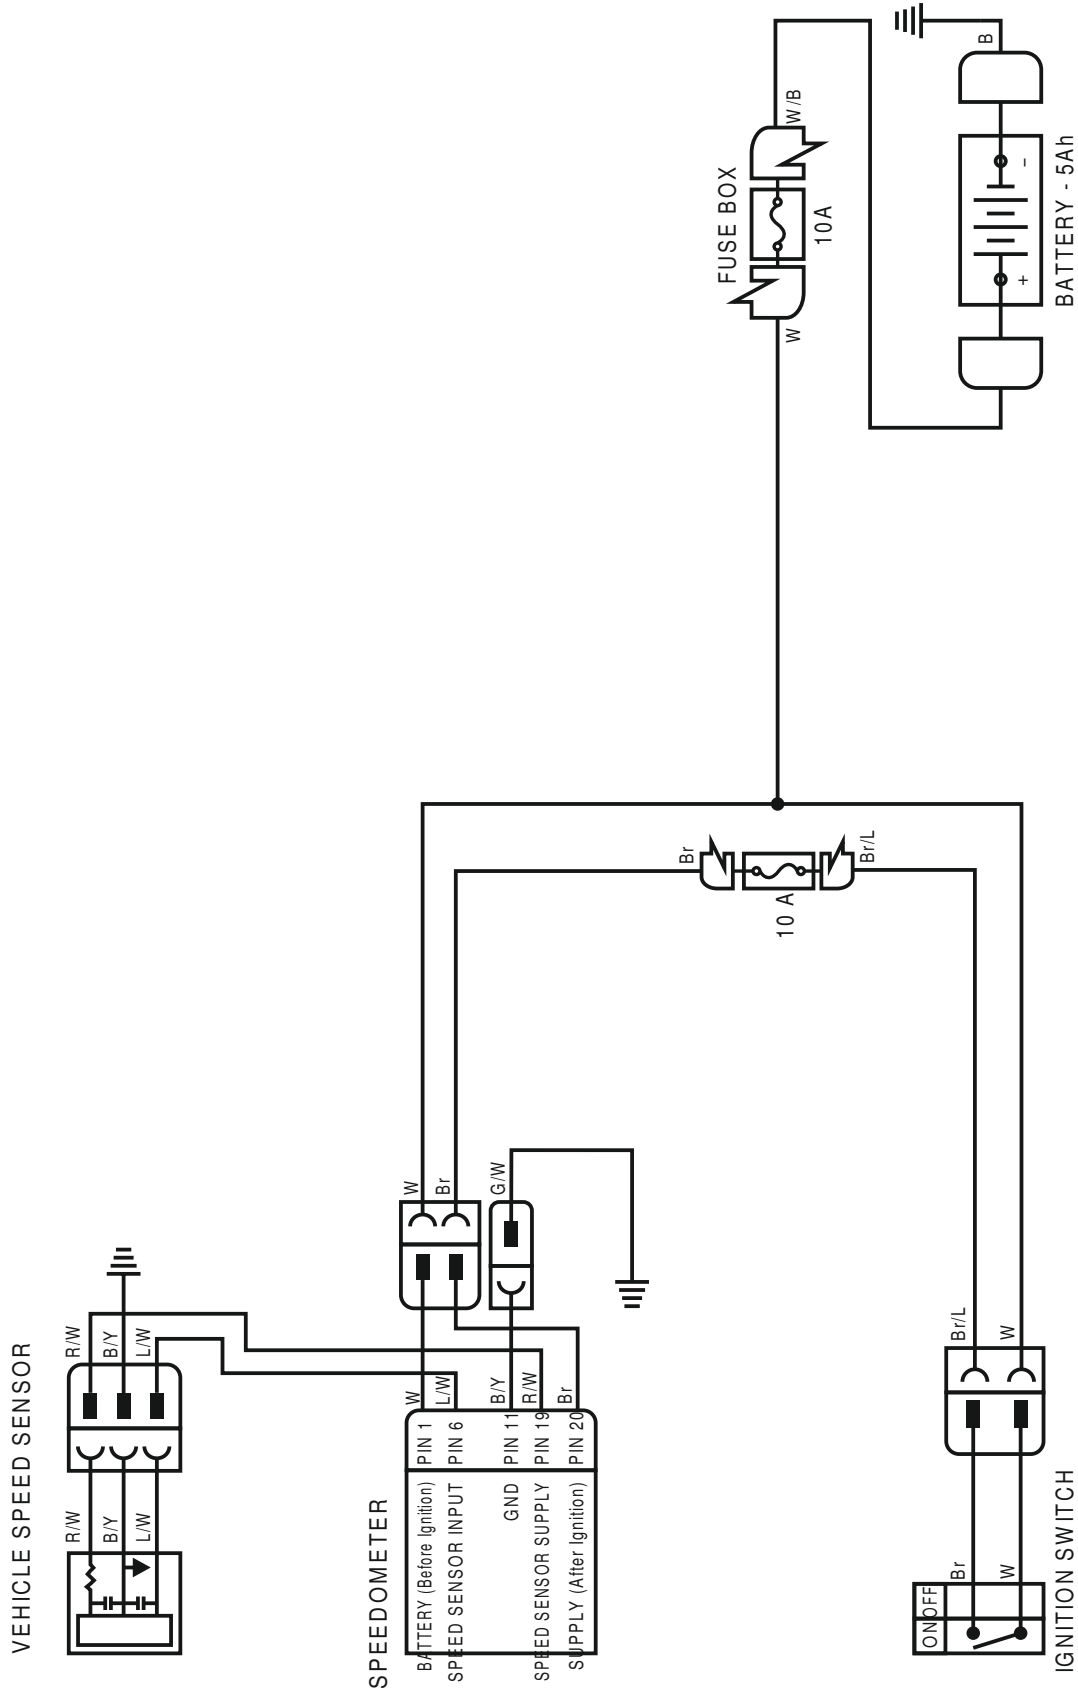 VEHICLE SPEED SENSOR
R/W
B/Y
L/W
R/W
B/Y
L/W
SPEEDOMETER
BATTERY (Before Ignition)
SPEED SENSOR INPUT
GND
SPEED SENSOR SUPPLY
SUPPLY (After Ignition)
PIN 1
PIN 6
PIN 11
PIN 19
PIN 20
W
L/W
B/Y
R/W
Br
W
Br
G/W
Br
10 A
Br/L
FUSE BOX
W
10A
W/B
B
+
–
BATTERY - 5Ah
IGNITION SWITCH
ON
OFF
Br
W
Br/L
W